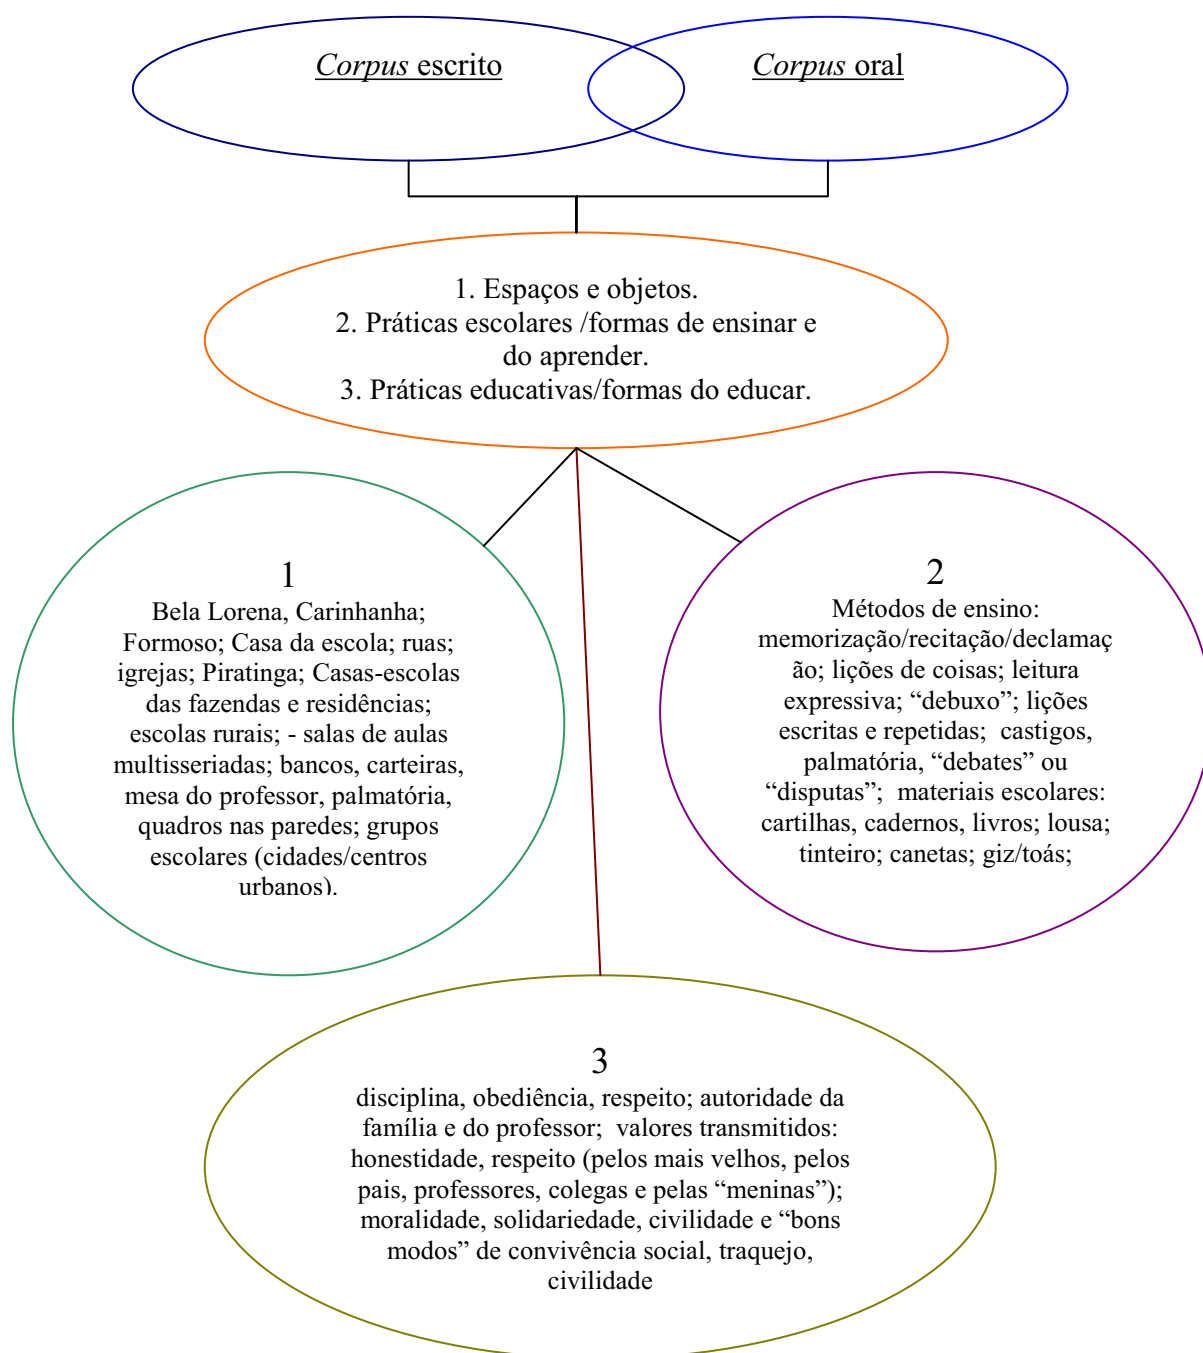 Corpus escrito
Corpus oral
1. Espaços e objetos.
2. Práticas escolares /formas de ensinar e
do aprender.
3. Práticas educativas/formas do educar.
1
Bela Lorena, Carinhanha;
Formoso; Casa da escola; ruas;
igrejas; Piratinga; Casas-escolas
das fazendas e residências;
escolas rurais; - salas de aulas
multisseriadas; bancos, carteiras,
mesa do professor, palmatória,
quadros nas paredes; grupos
escolares (cidades/centros
urbanos).
2
Métodos de ensino:
memorização/recitação/declamaç
ão; lições de coisas; leitura
expressiva; “debuxo”; lições
escritas e repetidas; castigos,
palmatória, “debates” ou
“disputas”; materiais escolares:
cartilhas, cadernos, livros; lousa;
tinteiro; canetas; giz/toás;
3
disciplina, obediência, respeito; autoridade da
família e do professor; valores transmitidos:
honestidade, respeito (pelos mais velhos, pelos
pais, professores, colegas e pelas “meninas”);
moralidade, solidariedade, civilidade e “bons
modos” de convivência social, traquejo,
civilidade